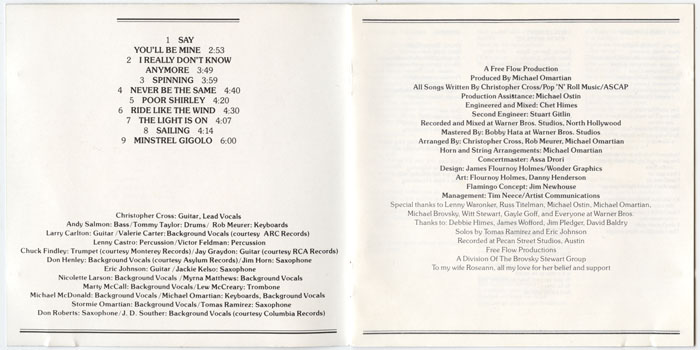 1 SAY
YOU'LL BE MINE 2:53
2 I REALLY DON'T KNOW
ANYMORE 3:49
3 SPINNING 3:59
4 NEVER BE THE SAME 4:40
5 POOR SHIRLEY 4:20
6 RIDE LIKE THE WIND 4:30
7 THE LIGHT IS ON 4:07
8 SAILING 4:14
9 MINSTREL GIGOLO 6:00
Christopher Cross: Guitar, Lead Vocals
Andy Salmon: Bass/Tommy Taylor: Drums/ Rob Meurer: Keyboards
Larry Carlton: Guitar/Valerie Carter: Background Vocals (courtesy ARC Records)
Lenny Castro: Percussion/Victor Feldman: Percussion
Chuck Findley: Trumpet (courtesy Monterey Records)/Jay Graydon: Guitar (courtesy RCA Records)
Don Henley: Background Vocals (courtesy Asylum Records)/Jim Horn: Saxophone
Eric Johnson: Guitar /Jackie Kelso: Saxophone
Nicolette Larson: Background Vocals /Myrna Matthews: Background Vocals
Marty McCall: Background Vocals/Lew McCreary: Trombone
Michael McDonald: Background Vocals /Michael Omartian: Keyboards, Background Vocals
Stormie Omartian: Background Vocals /Tomas Ramirez: Saxophone
Don Roberts: Saxophone/J. D. Souther: Background Vocals (courtesy Columbia Records)
A Free Flow Production
Produced By Michael Omartian
All Songs Written By Christopher Cross/Pop 'N' Roll Music/ASCAP
Production Assistance: Michael Ostin
Engineered and Mixed: Chet Himes
Second Engineer: Stuart Gitlin
Recorded and Mixed at Warner Bros. Studios, North Hollywood
Mastered By: Bobby Hata at Warner Bros. Studios
Arranged By: Christopher Cross, Rob Meurer, Michael Omartian
Horn and String Arrangements: Michael Omartian
Concertmaster: Assa Drori
Design: James Flournoy Holmes/Wonder Graphics
Art: Flournoy Holmes, Danny Henderson
Flamingo Concept: Jim Newhouse
Management: Tim Neece/Artist Communications
Special thanks to Lenny Waronker, Russ Titelman, Michael Ostin, Michael Omartian,
Michael Brovsky, Witt Stewart, Gayle Goff, and Everyone at Warner Bros.
Thanks to: Debbie Himes, James Wolford, Jim Pledger, David Baldry
Solos by Tomas Ramirez and Eric Johnson
Recorded at Pecan Street Studios, Austin
Free Flow Productions
A Division Of The Brovsky Stewart Group
To my wife Roseann, all my love for her belief and support